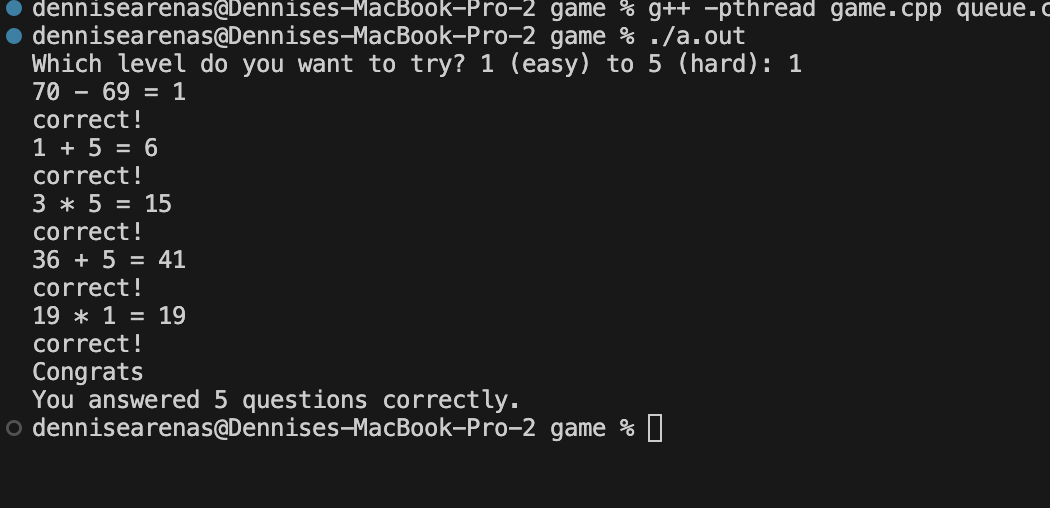 dennisearenas@Dennises-MacBook-Pro-2 game % g++ -pthread game.cpp
dennisearenas@Dennises-MacBook-Pro-2 game % ./a.out
Which level do you want to try? 1 (easy) to 5 (hard): 1
70 - 69 = 1
correct!
1 + 5 = 6
correct!
3 * 5 = 15
correct!
36 + 5 = 41
correct!
19 * 1 = 19
correct!
Congrats
You answered 5 questions correctly.
dennisearenas@Dennises-MacBook-Pro-2 game %